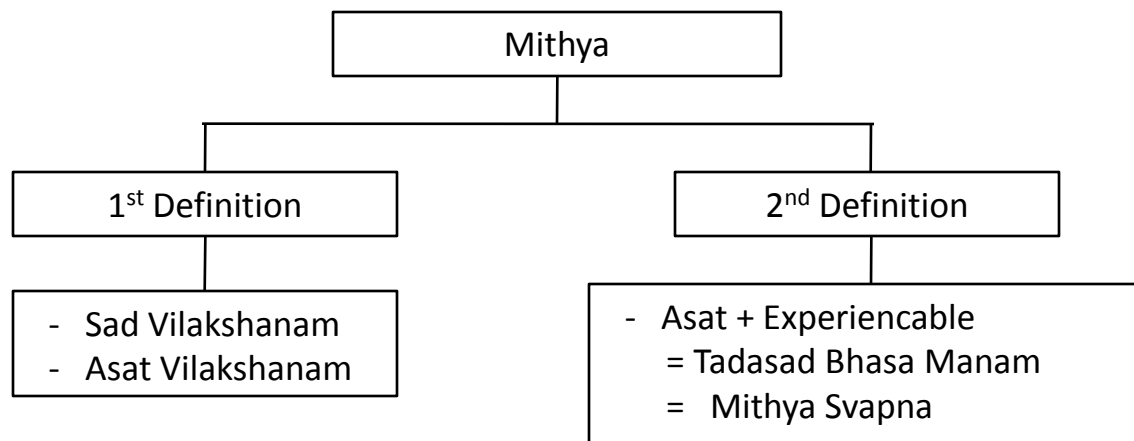 Mithya
1st Definition
2nd Definition
- Sad Vilakshanam
- Asat Vilakshanam
- Asat + Experiencable
= Tadasad Bhasa Manam
= Mithya Svapna